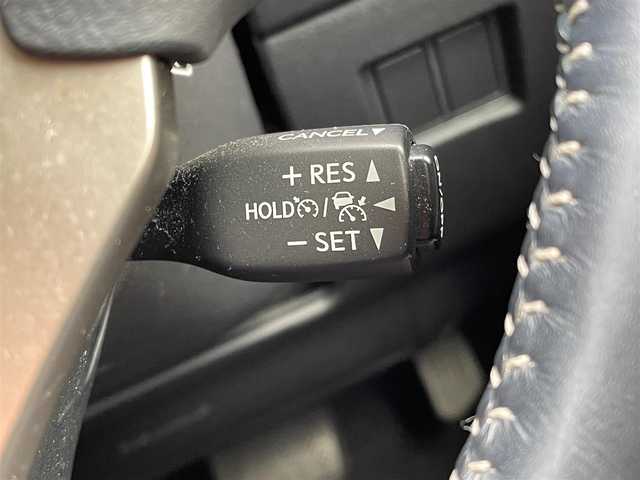 CANCEL▼
+ RES ▲
HOLD / ◀
− SET ▼